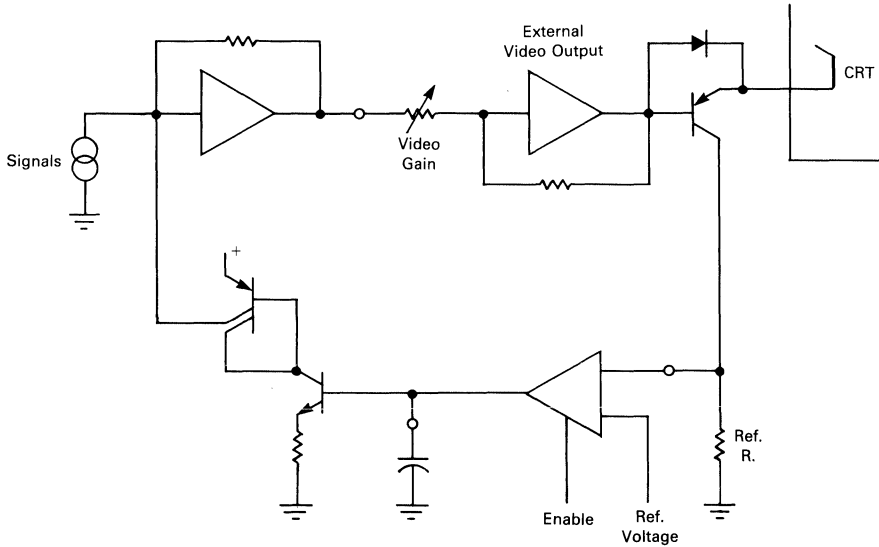 External
Video Output
CRT
Signals
Video
Gain
+
Ref.
R.
Enable
Ref.
Voltage